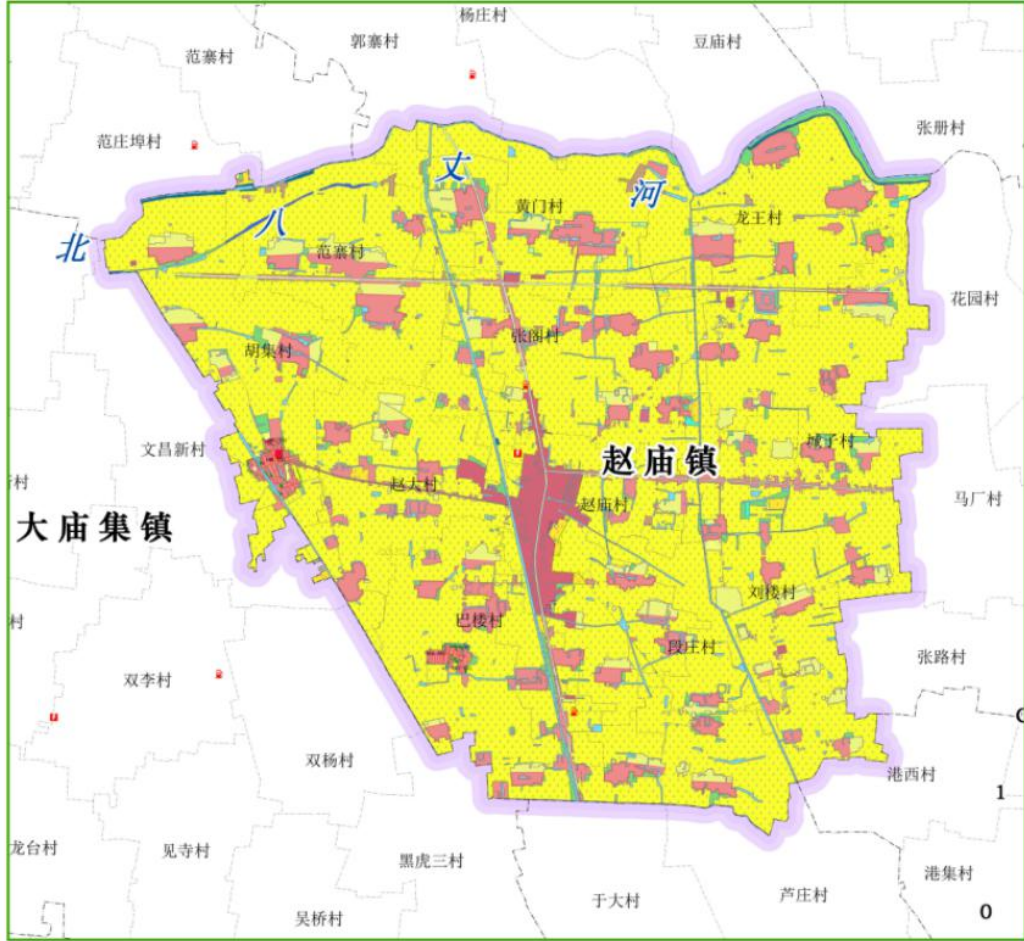 杨庄村
郭寨村
豆庙村
范寨村
张册村
范庄埠村
丈
河
黄门村
龙王村
八
北
范寨村
花园村
张阁村
胡集村
城子村
文昌新村
赵庙镇
村
赵大村
赵庙村
马厂村
大庙集镇
刘楼村
村
巴楼村
段庄村
张路村
双李村
双杨村
港西村
1
龙台村
见寺村
黑虎三村
港集村
芦庄村
于大村
吴桥村
0